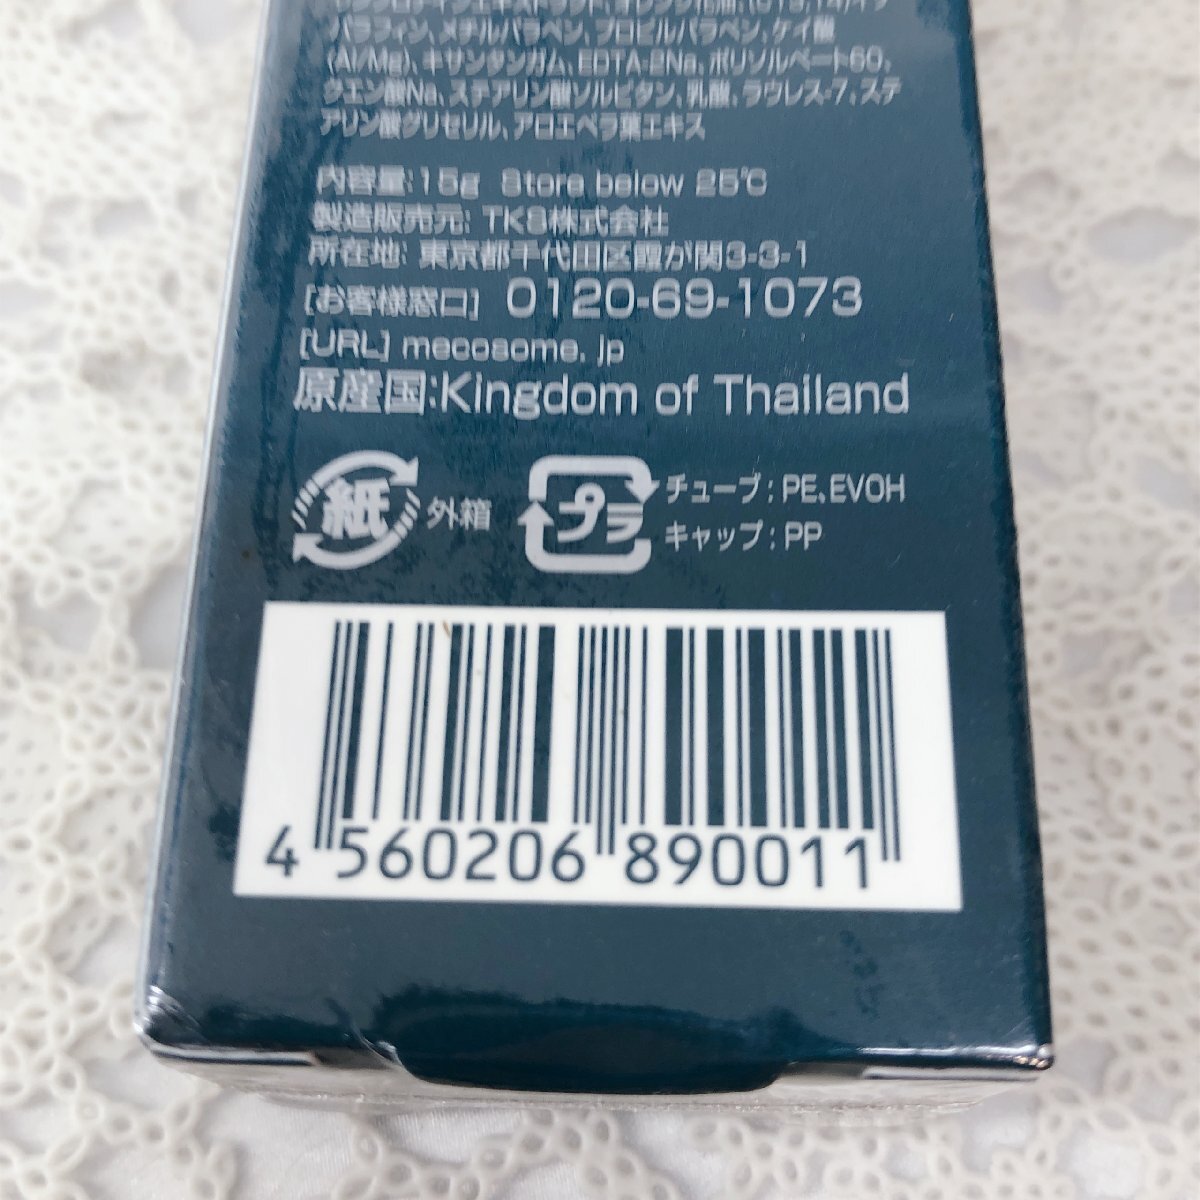 パラフィン、メチルパラベン、プロピルパラベン、ケイ酸
(Al/Mg)、キサンタンガム、EDTA-2Na、ポリソルベート60、
クエン酸Na、ステアリン酸ソルビタン、乳酸、ラウレス-7、ステ
アリン酸グリセリル、アロエベラ葉エキス
内容量:15g Store below 25℃
製造販売元: TKS株式会社
所在地: 東京都千代田区霞が関3-3-1
[お客様窓口] 0120-69-1073
[URL] mecosome.jp
原産国:Kingdom of Thailand
紙 外箱 プラ チューブ:PE、EVOH
キャップ:PP
4 560206 890011